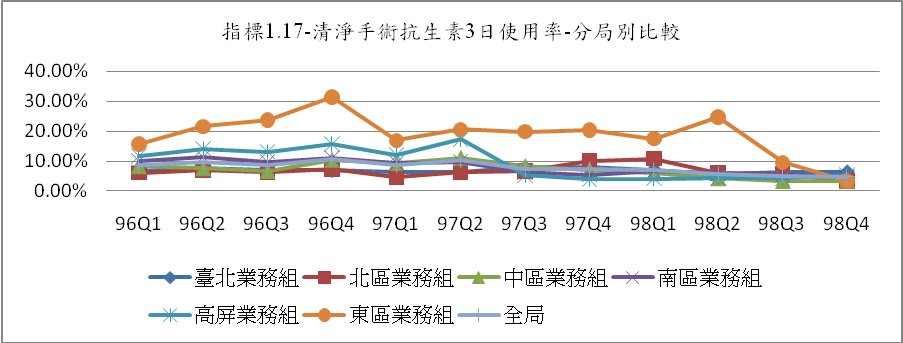 指標1.17-清淨手術抗生素3日使用率-分局別比較
40.00%
30.00%
20.00%
10.00%
0.00%
96Q1 96Q2 96Q3 96Q4 97Q1 97Q2 97Q3 97Q4 98Q1 98Q2 98Q3 98Q4
臺北業務組 北區業務組 中區業務組 南區業務組
高屏業務組 東區業務組 全局